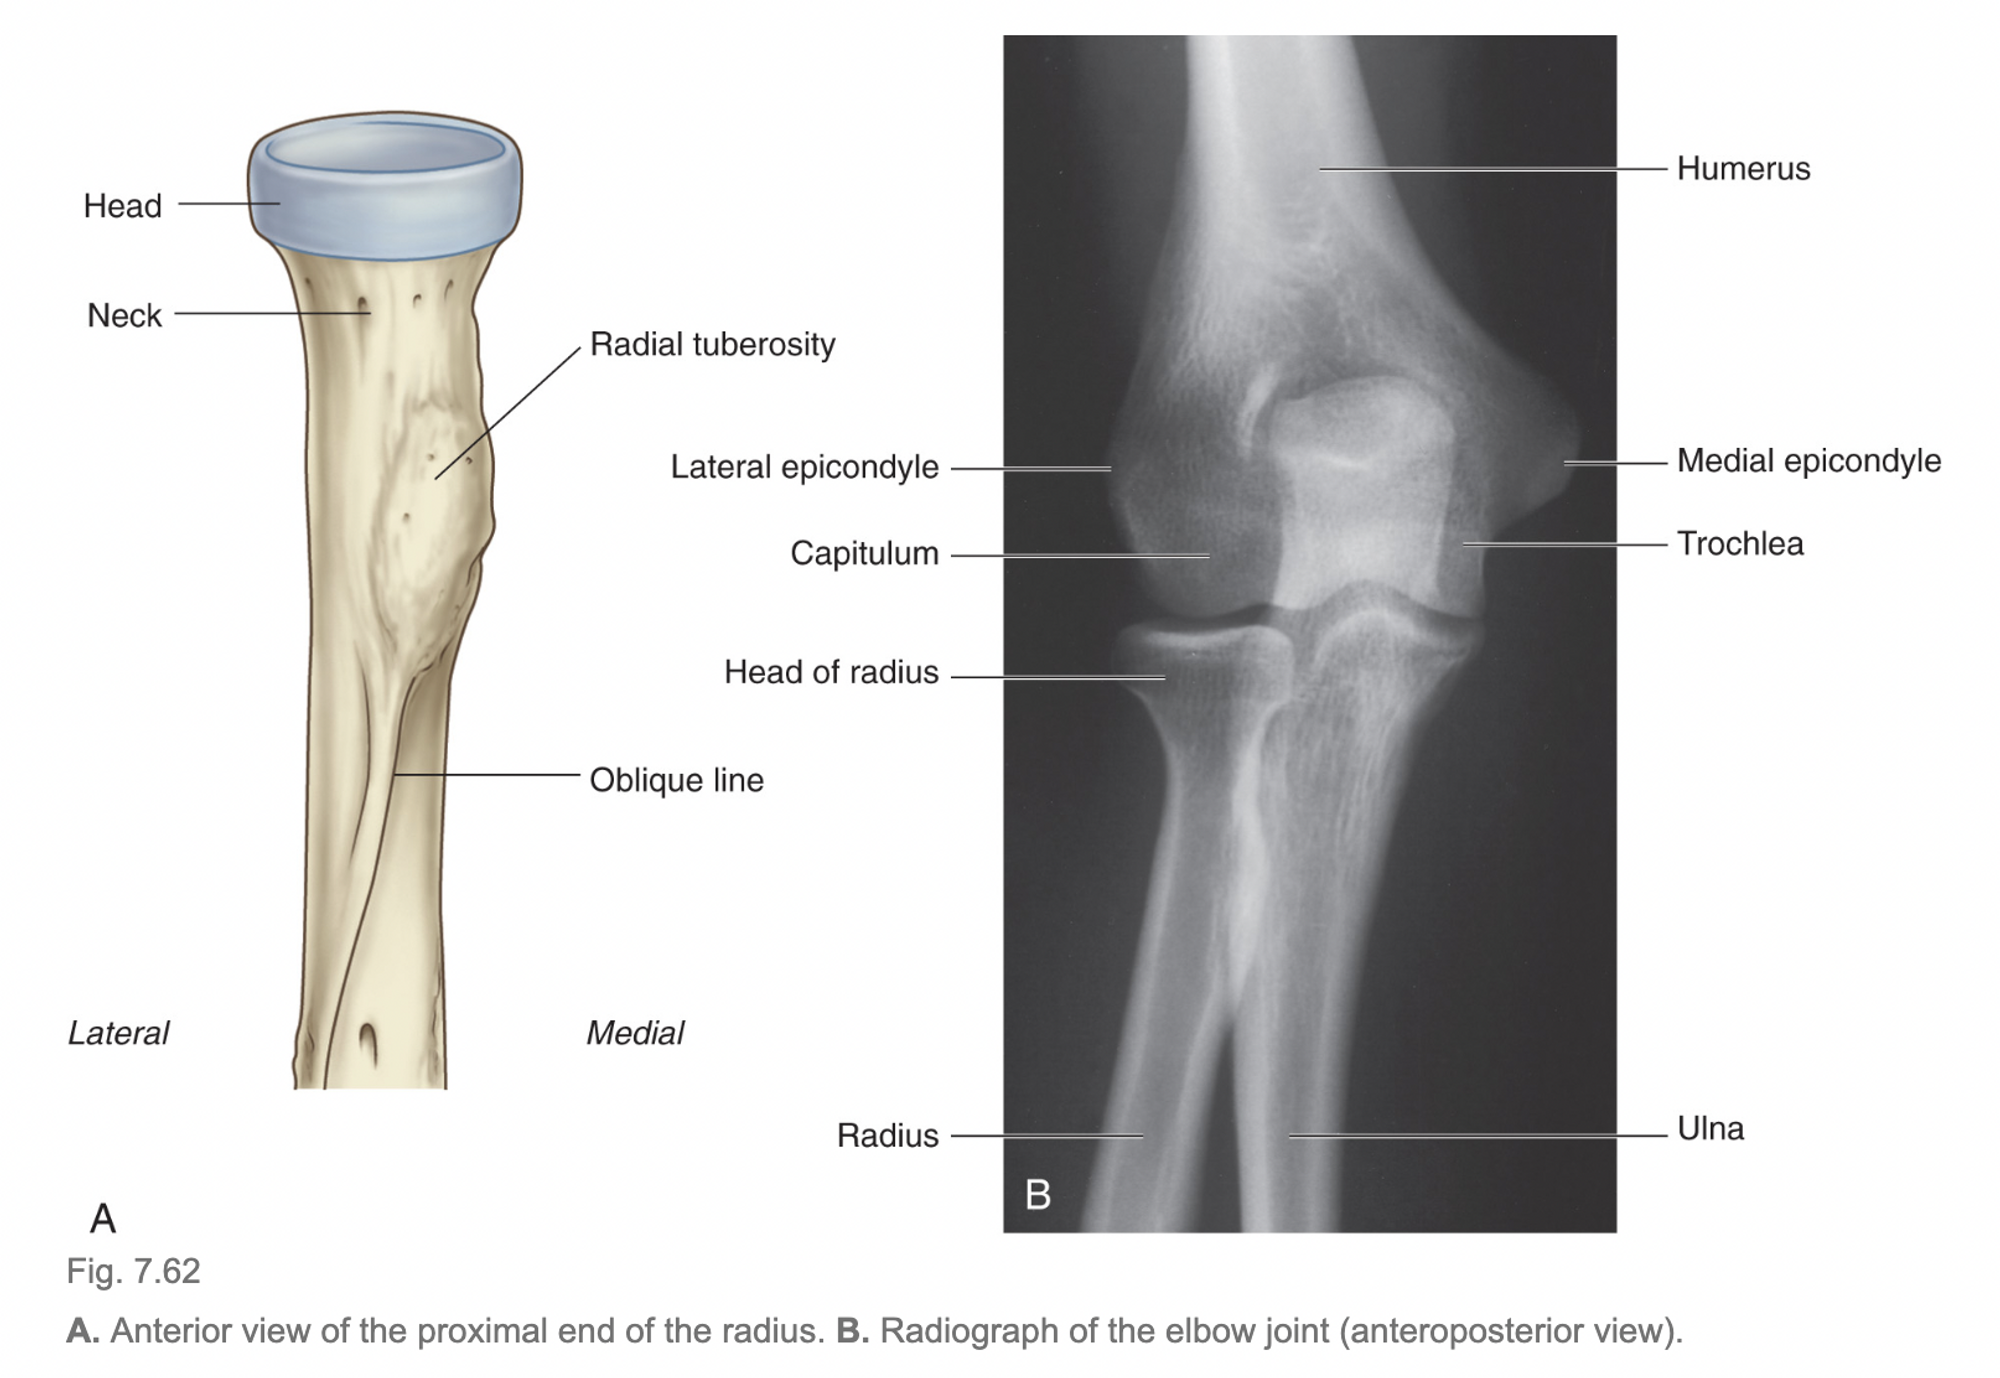 Head
Neck
Radial tuberosity
Oblique line
Lateral
Medial
A
Humerus
Lateral epicondyle
Medial epicondyle
Capitulum
Trochlea
Head of radius
Radius
Ulna
B
Fig. 7.62
A. Anterior view of the proximal end of the radius. B. Radiograph of the elbow joint (anteroposterior view).